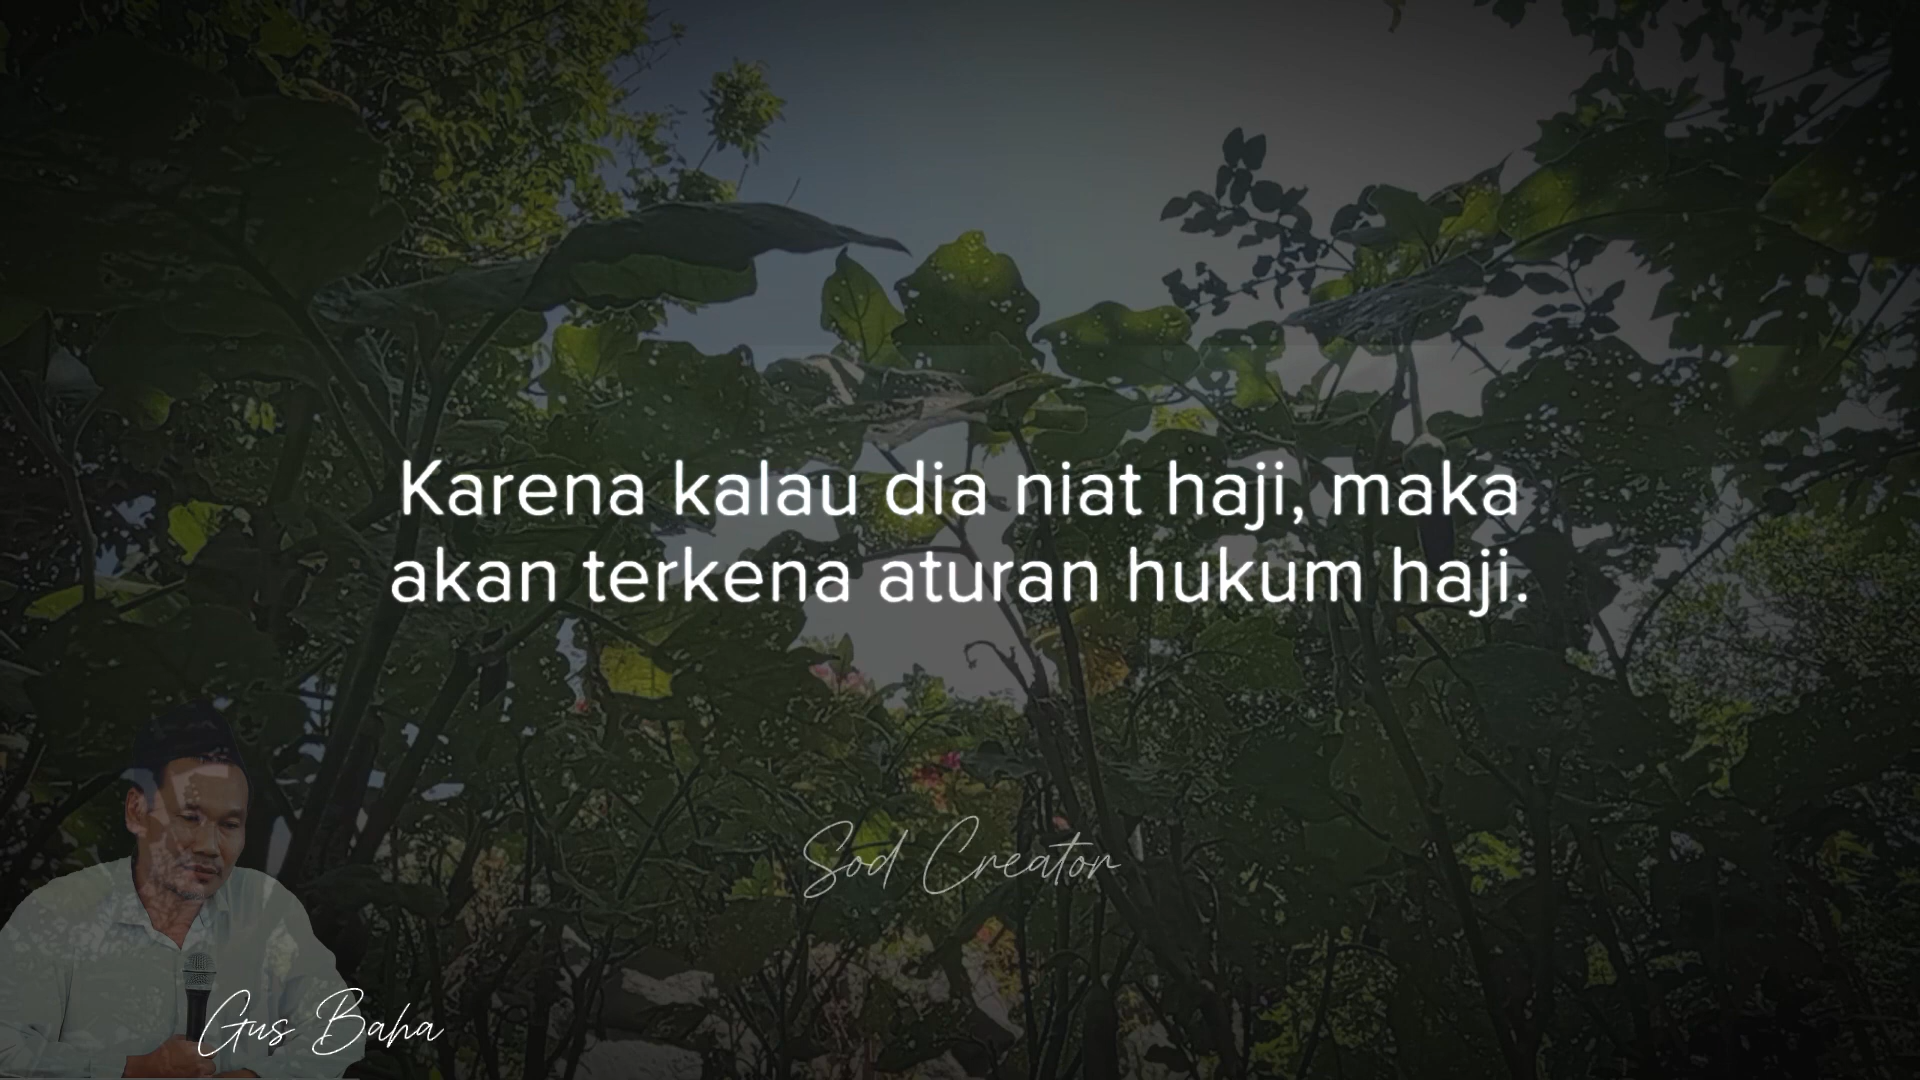 Karena kalau dia niat haji, maka
akan terkena aturan hukum haji.
Sod Creator
Gus Baha